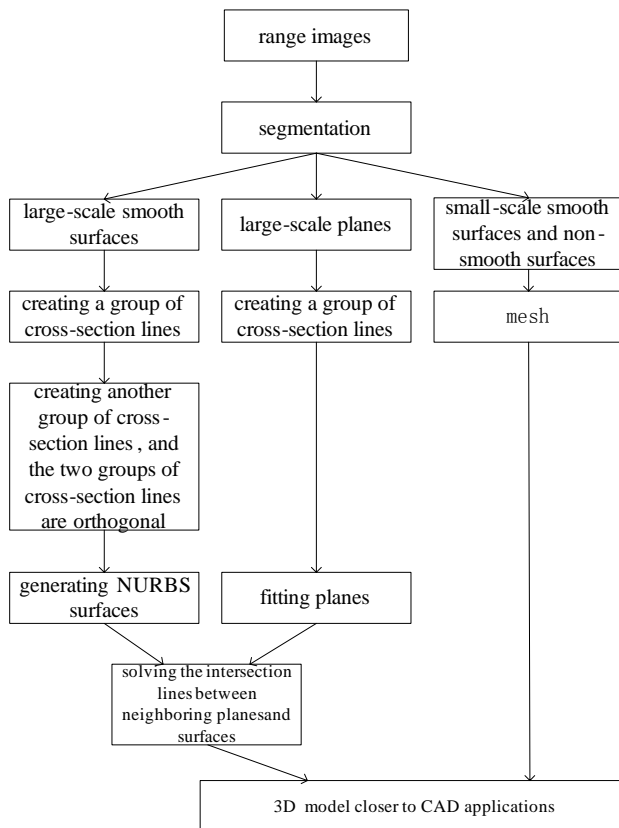 range images
segmentation
large-scale smooth
surfaces
large-scale planes
small-scale smooth
surfaces and non-
smooth surfaces
creating a group of
cross-section lines
creating a group of
cross-section lines
mesh
creating another
group of cross-
section lines , and
the two groups of
cross-section lines
are orthogonal
generating NURBS
surfaces
fitting planes
solving the intersection
lines between
neighboring planesand
surfaces
3D model closer to CAD applications